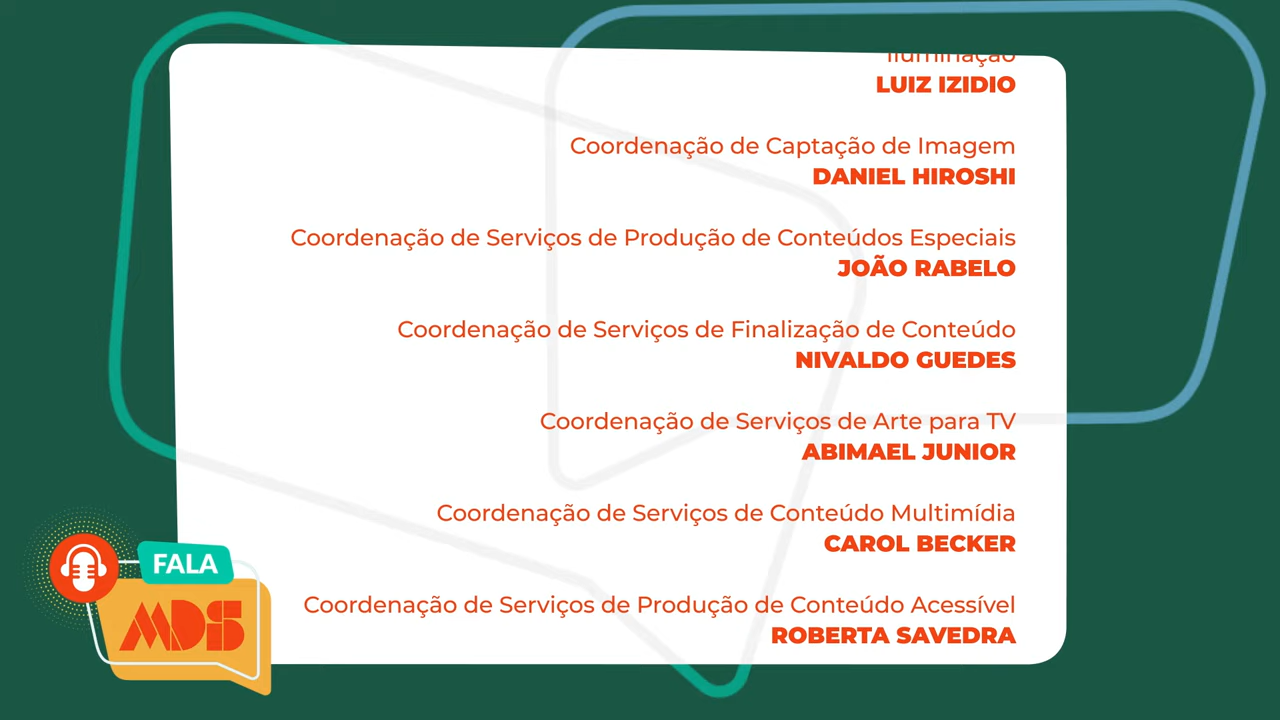 Iluminação
LUIZ IZIDIO
Coordenação de Captação de Imagem
DANIEL HIROSHI
Coordenação de Serviços de Produção de Conteúdos Especiais
JOÃO RABELO
Coordenação de Serviços de Finalização de Conteúdo
NIVALDO GUEDES
Coordenação de Serviços de Arte para TV
ABIMAEL JUNIOR
Coordenação de Serviços de Conteúdo Multimídia
CAROL BECKER
Coordenação de Serviços de Produção de Conteúdo Acessível
ROBERTA SAVEDRA
FALA
MDS